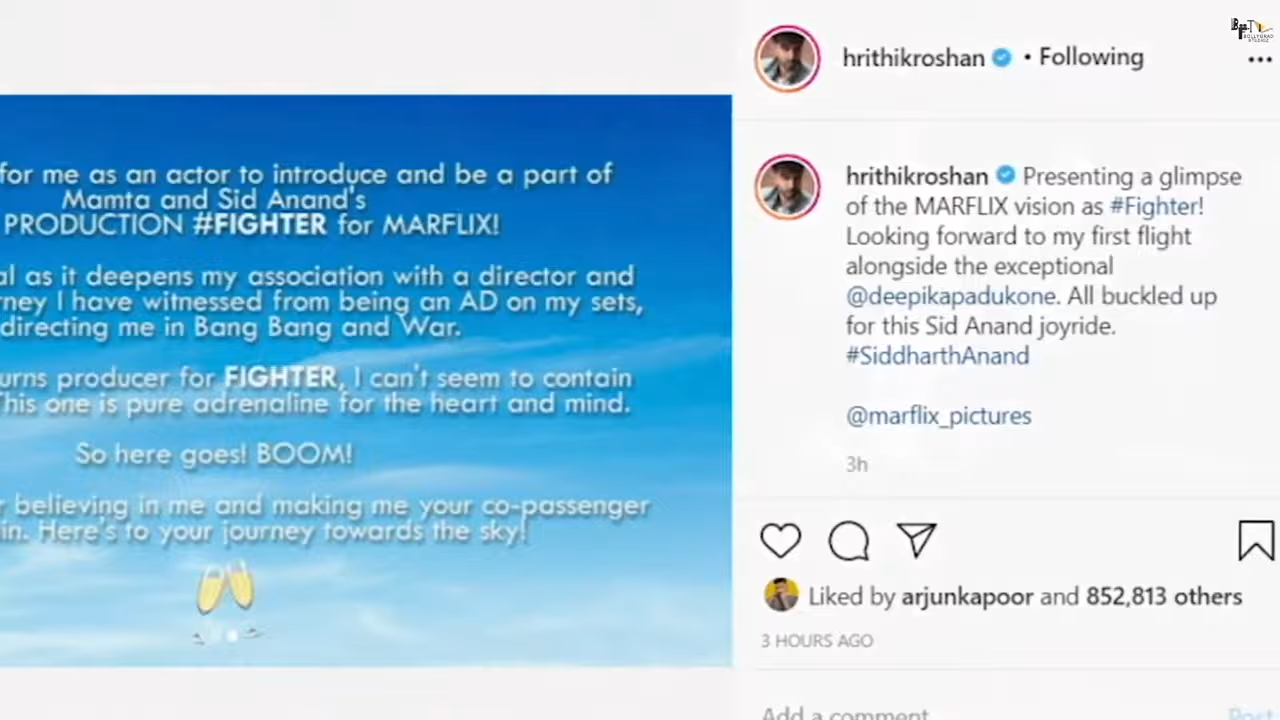 hrithikroshan • Following
for me as an actor to introduce and be a part of
Mamta and Sid Anand's
PRODUCTION #FIGHTER for MARFLIX!
as it deepens my association with a director and
I have witnessed from being an AD on my sets,
directing me in Bang Bang and War.
producer for FIGHTER, I can't seem to contain
This one is pure adrenaline for the heart and mind.
So here goes! BOOM!
believing in me and making me your co-passenger
in. Here's to your journey towards the sky!
hrithikroshan Presenting a glimpse
of the MARFLIX vision as #Fighter!
Looking forward to my first flight
alongside the exceptional
@deepikapadukone. All buckled up
for this Sid Anand joyride.
#SiddharthAnand
@marflix_pictures
3h
Liked by arjunkapoor and 852,813 others
3 HOURS AGO
Add a comment
Post